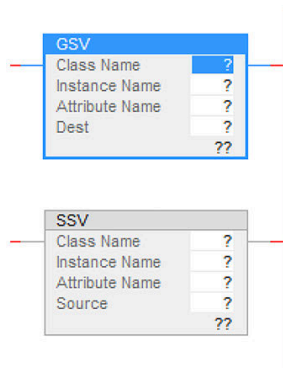 GSV
Class Name ?
Instance Name ?
Attribute Name ?
Dest ?
??
SSV
Class Name ?
Instance Name ?
Attribute Name ?
Source ?
??